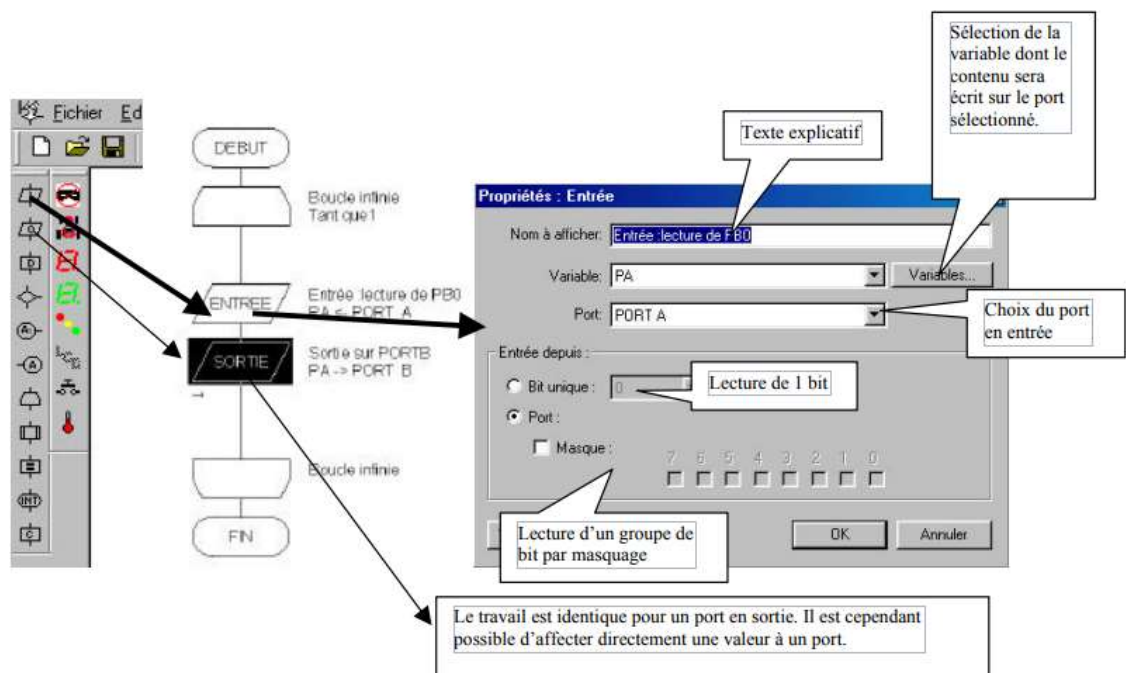 Sélection de la
variable dont le
contenu sera
écrit sur le port
sélectionné.
Texte explicatif
Fichier Ed
DEBUT
Boucle infinie
Tant que1
Propriétés : Entrée
Nom à afficher: Entrée :lecture de PB0
Variable: PA
Variables...
Port: PORT A
Choix du port
en entrée
ENTREE
Entrée :lecture de PB0
PA <- PORT A
SORTIE
Sortie sur PORTB
PA -> PORT B
Entrée depuis :
Bit unique : 0
Lecture de 1 bit
Port :
Masque :
7 6 5 4 3 2 1 0
Boucle infinie
FIN
Lecture d'un groupe de
bit par masquage
OK
Annuler
Le travail est identique pour un port en sortie. Il est cependant
possible d'affecter directement une valeur à un port.